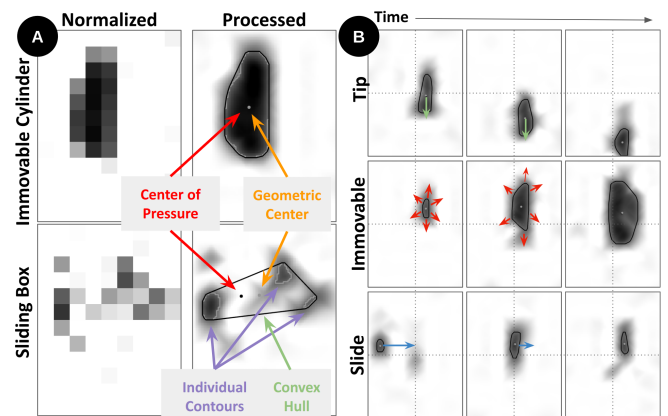 A
Normalized
Processed
Immovable Cylinder
Sliding Box
Center of
Pressure
Geometric
Center
Individual
Contours
Convex
Hull
B
Time
Tip
Immovable
Slide